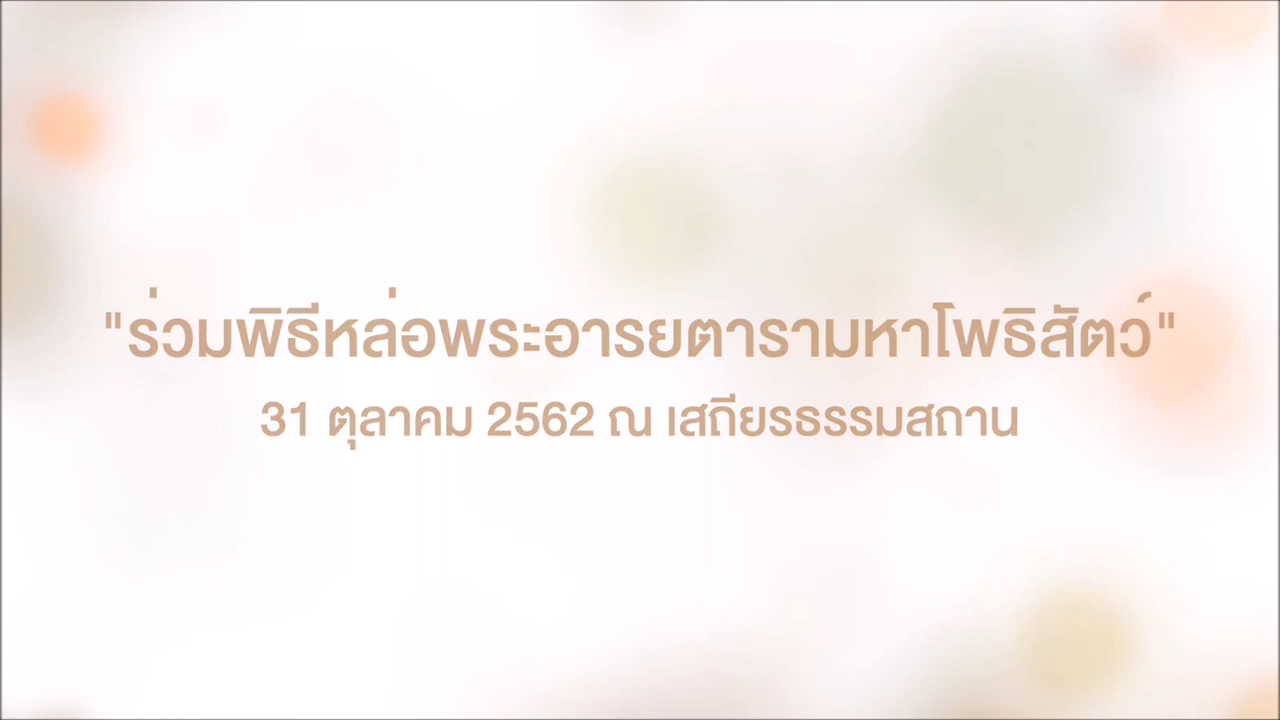 "ร่วมพิธีหล่อพระอารยตารามหาโพธิสัตว์"
31 ตุลาคม 2562 ณ เสถียรธรรมสถาน